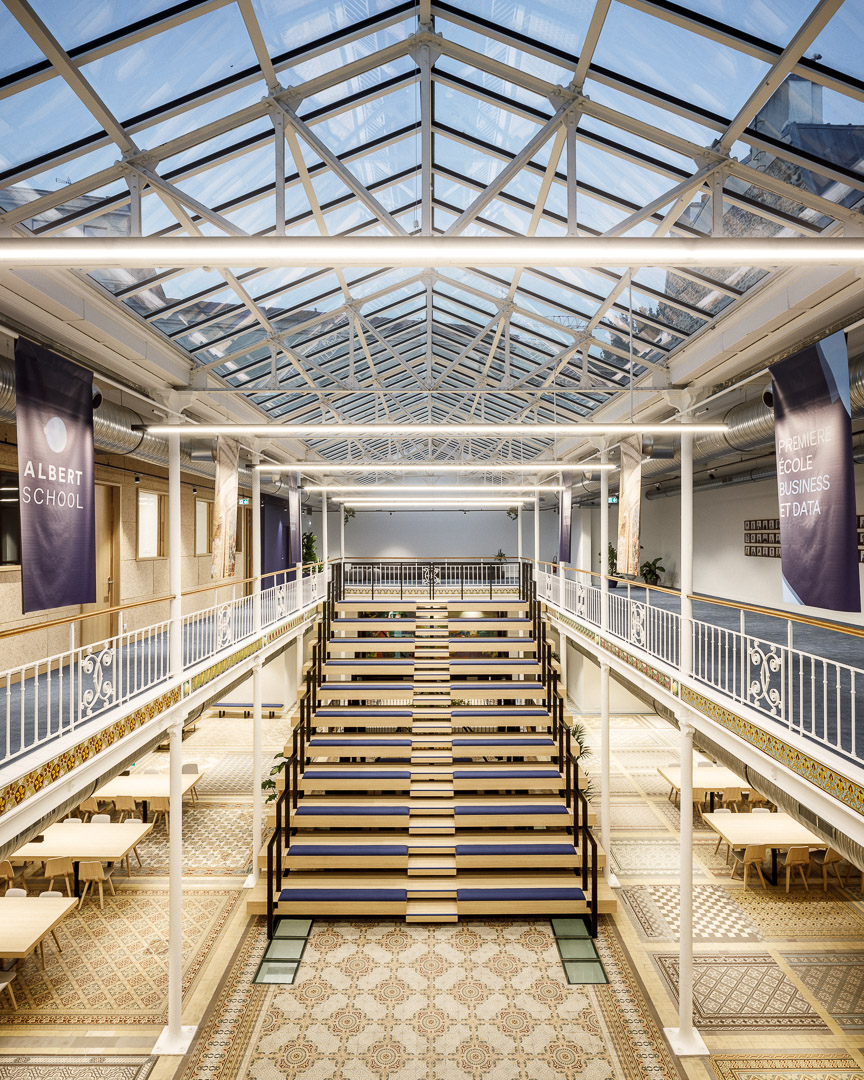 ALBERT
SCHOOL
PREMIÈRE
ÉCOLE
BUSINESS
ET DATA